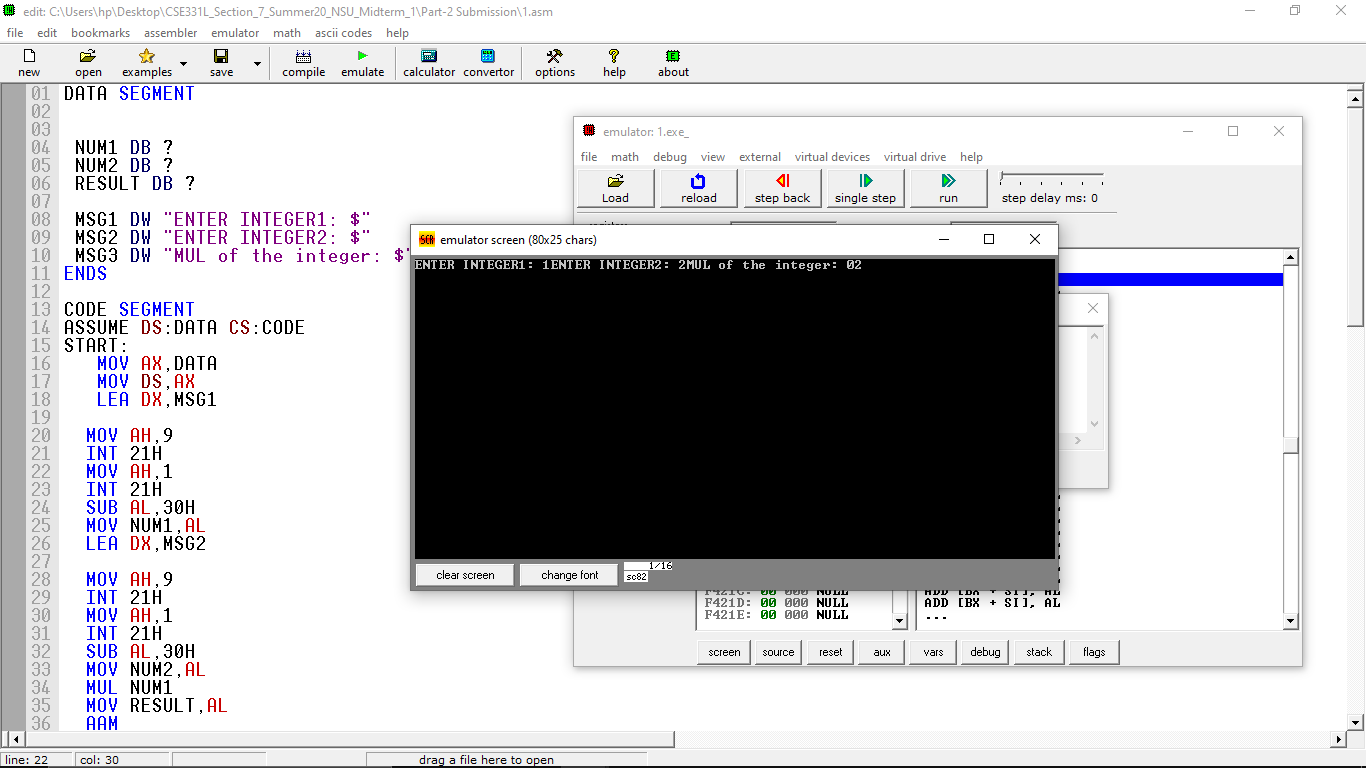 edit: C:\Users\hp\Desktop\CSE331L_Section_7_Summer20_NSU_Midterm_1\Part-2 Submission\1.asm
file edit bookmarks assembler emulator math ascii codes help
new open examples save compile emulate calculator convertor options help about
01 DATA SEGMENT
02
03
04 NUM1 DB ?
05 NUM2 DB ?
06 RESULT DB ?
07
08 MSG1 DW "ENTER INTEGER1: $"
09 MSG2 DW "ENTER INTEGER2: $"
10 MSG3 DW "MUL of the integer: $"
11 ENDS
12
13 CODE SEGMENT
14 ASSUME DS:DATA CS:CODE
15 START:
16 MOV AX,DATA
17 MOV DS,AX
18 LEA DX,MSG1
19
20 MOV AH,9
21 INT 21H
22 MOV AH,1
23 INT 21H
24 SUB AL,30H
25 MOV NUM1,AL
26 LEA DX,MSG2
27
28 MOV AH,9
29 INT 21H
30 MOV AH,1
31 INT 21H
32 SUB AL,30H
33 MOV NUM2,AL
34 MUL NUM1
35 MOV RESULT,AL
36 AAM
emulator: 1.exe_
file math debug view external virtual devices virtual drive help
Load reload step back single step run step delay ms: 0
SCR emulator screen (80x25 chars)
ENTER INTEGER1: 1ENTER INTEGER2: 2MUL of the integer: 02
clear screen change font 1/16
sc82
F421C: 00 000 NULL ADD [BX + SI], AL
F421D: 00 000 NULL ADD [BX + SI], AL
F421E: 00 000 NULL ...
screen source reset aux vars debug stack flags
line: 22 col: 30 drag a file here to open